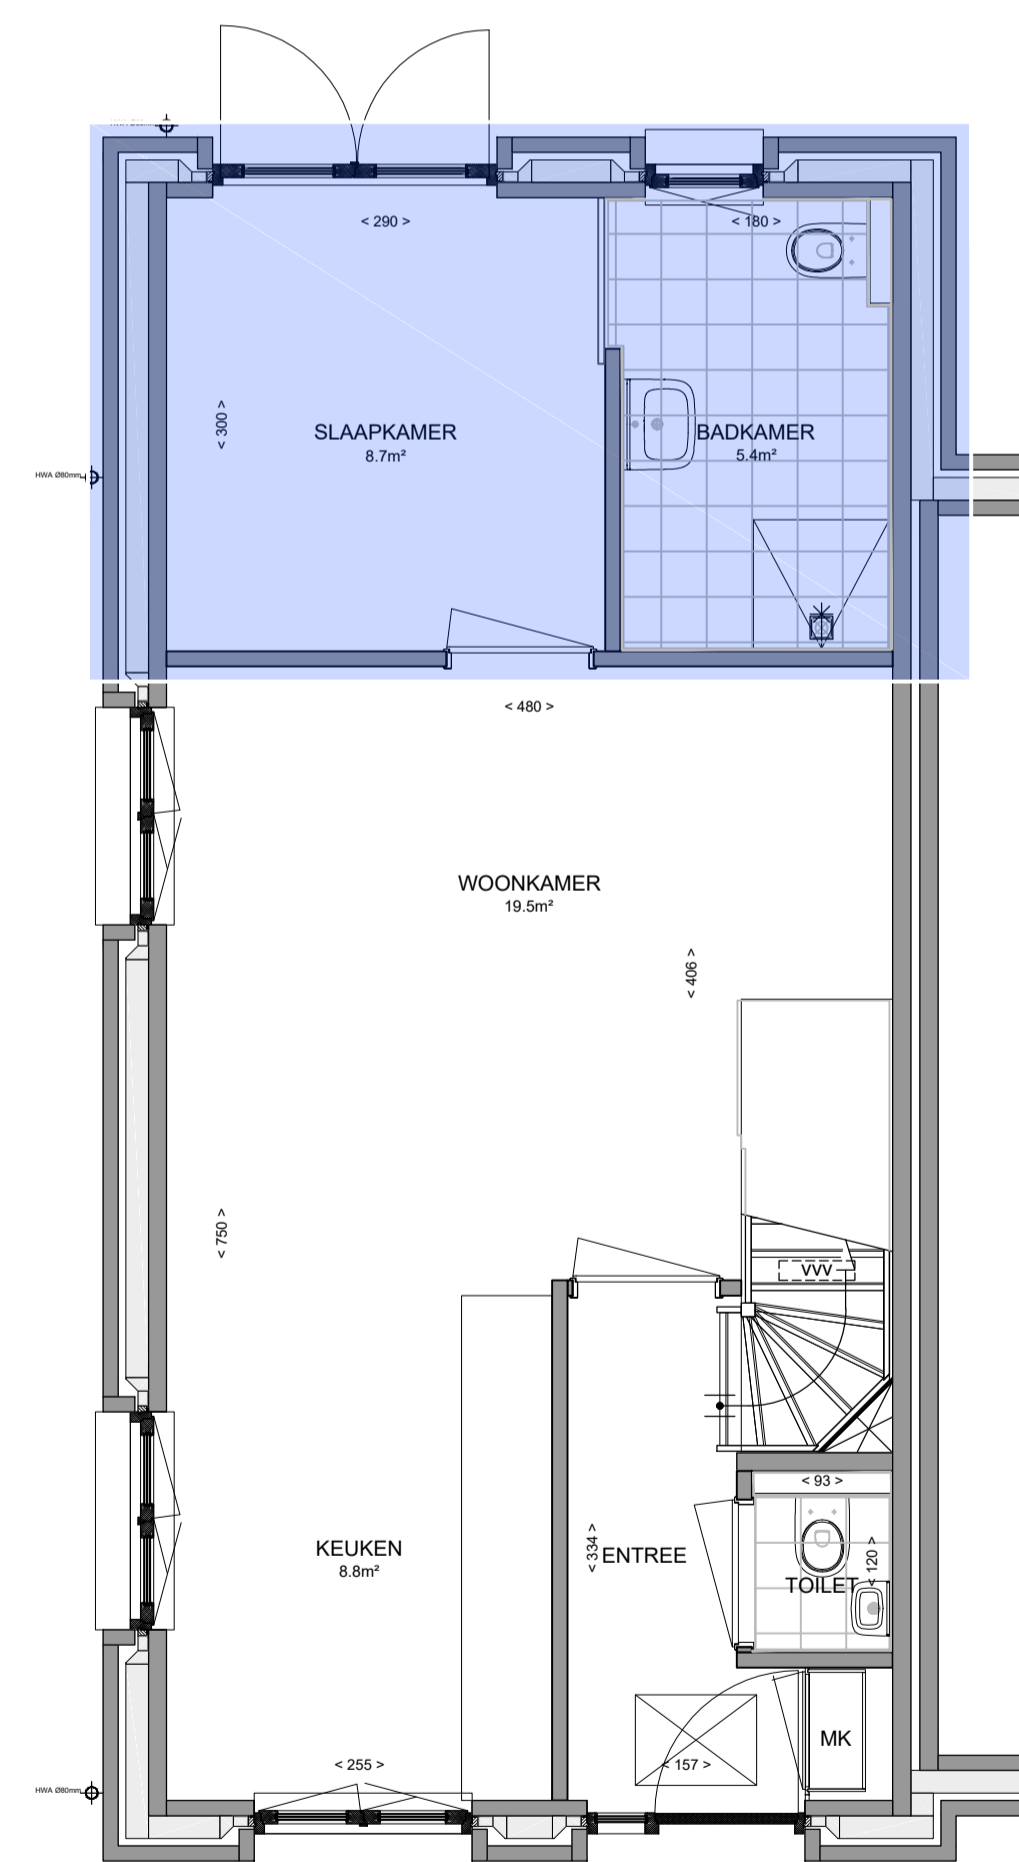 < 290 >
< 180 >
< 300 >
SLAAPKAMER
8.7m²
BADKAMER
5.4m²
HWA Ø80mm
< 480 >
WOONKAMER
19.5m²
< 406 >
< 750 >
VVV
< 93 >
KEUKEN
8.8m²
< 334 >
ENTREE
< 120 >
TOILET
MK
< 255 >
< 157 >
HWA Ø80mm